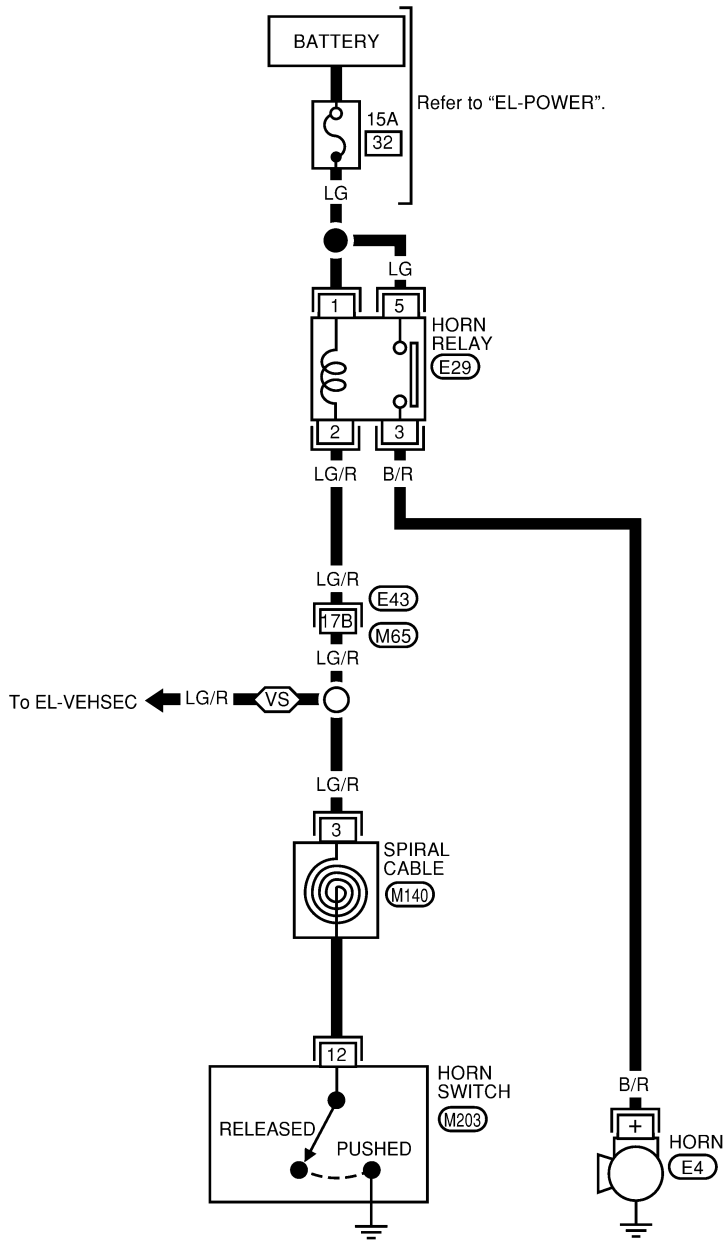 BATTERY
Refer to “EL-POWER”.
15A
32
LG
LG
1
5
HORN
RELAY
E29
2
3
LG/R
B/R
LG/R
E43
17B
M65
LG/R
To EL-VEHSEC
LG/R
VS
LG/R
3
SPIRAL
CABLE
M140
12
HORN
SWITCH
M203
RELEASED
PUSHED
B/R
+
HORN
E4